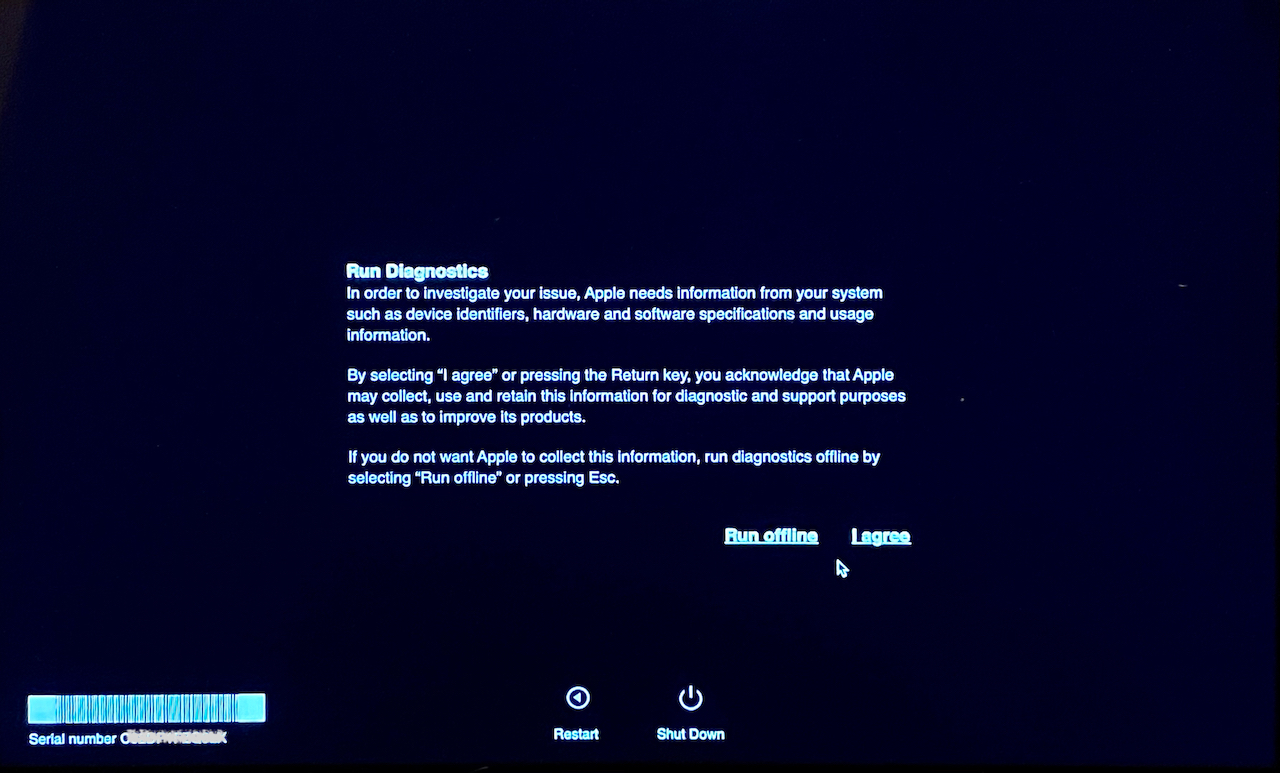 Run Diagnostics
In order to investigate your issue, Apple needs information from your system
such as device identifiers, hardware and software specifications and usage
information.
By selecting “I agree” or pressing the Return key, you acknowledge that Apple
may collect, use and retain this information for diagnostic and support purposes
as well as to improve its products.
If you do not want Apple to collect this information, run diagnostics offline by
selecting “Run offline” or pressing Esc.
Run offline I agree
Restart Shut Down
Serial number